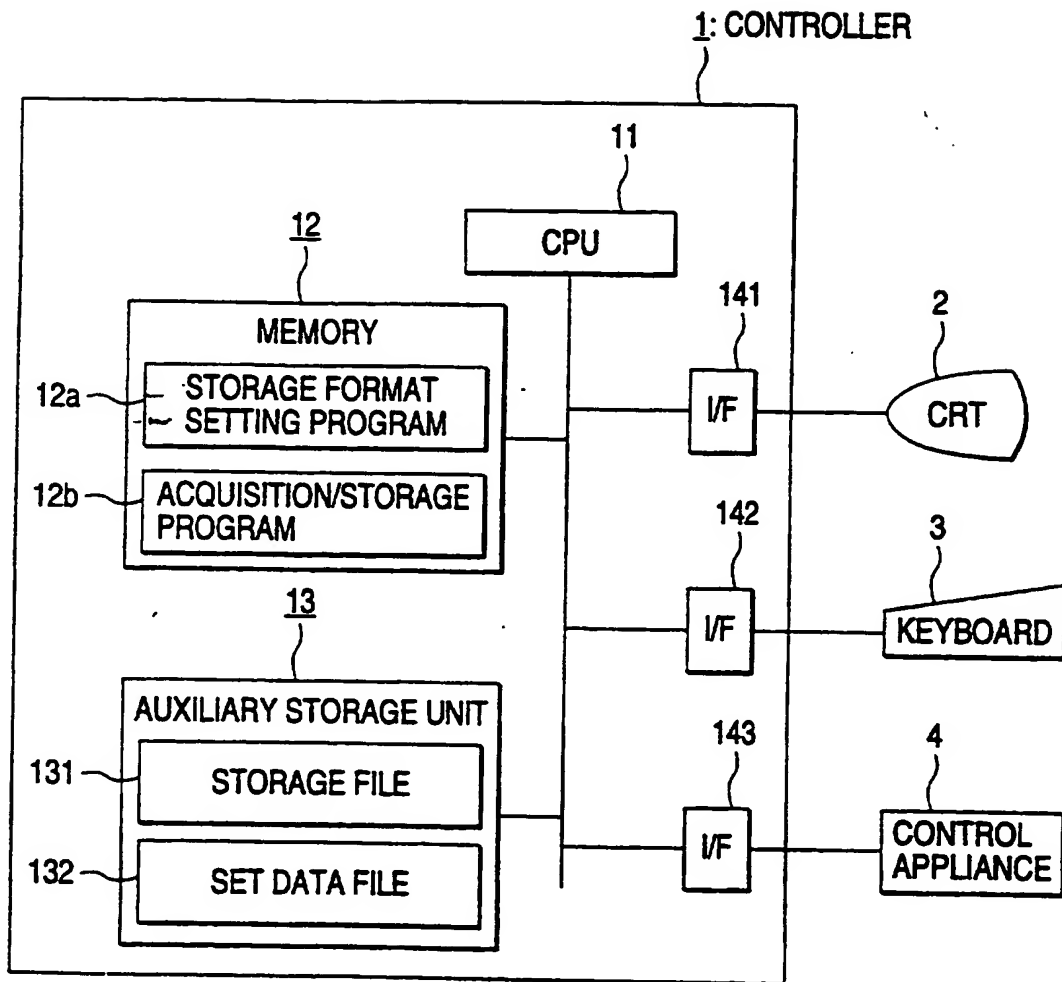 1: CONTROLLER
11
CPU
12
MEMORY
12a
STORAGE FORMAT
SETTING PROGRAM
12b
ACQUISITION/STORAGE
PROGRAM
141
I/F
2
CRT
142
I/F
3
KEYBOARD
13
AUXILIARY STORAGE UNIT
131
STORAGE FILE
132
SET DATA FILE
143
I/F
4
CONTROL
APPLIANCE